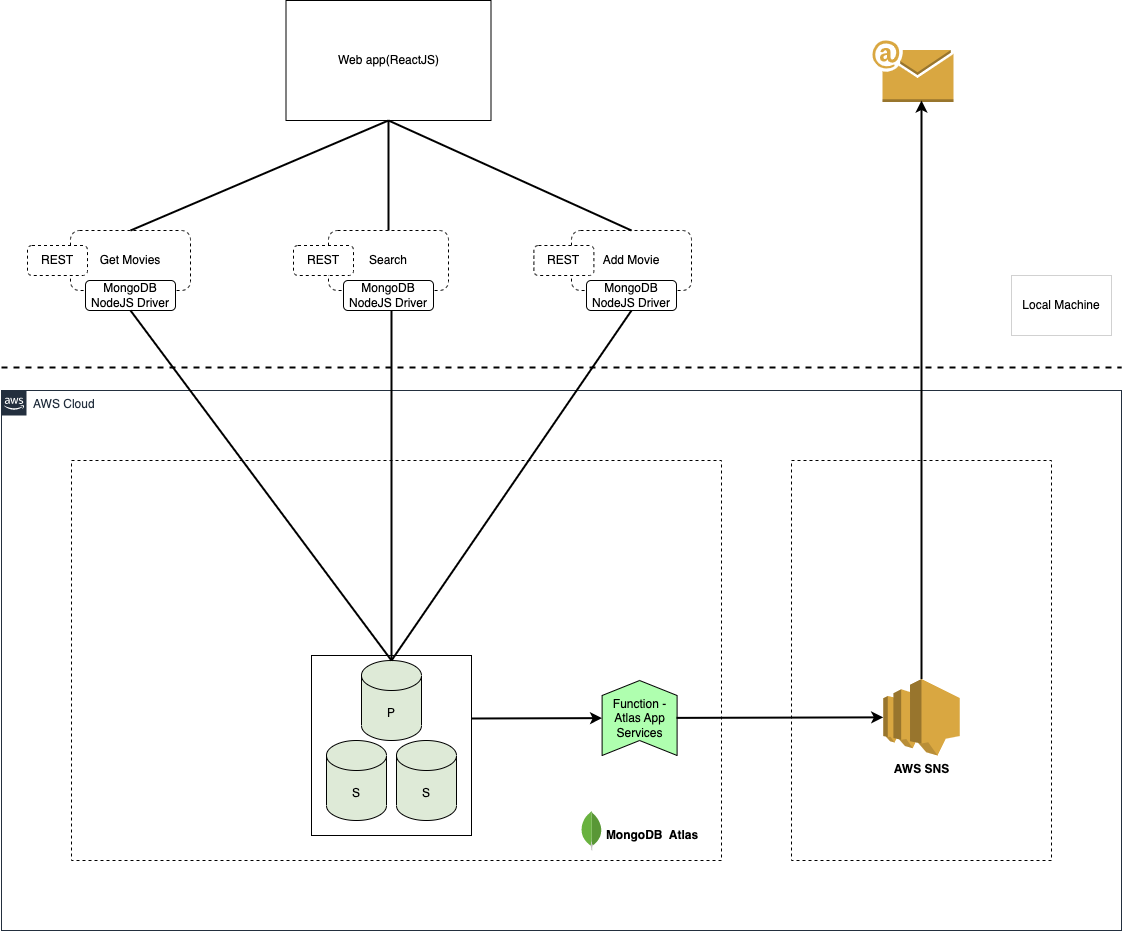 Web app(ReactJS)
@
REST
Get Movies
MongoDB
NodeJS Driver
REST
Search
MongoDB
NodeJS Driver
REST
Add Movie
MongoDB
NodeJS Driver
Local Machine
aws
AWS Cloud
P
S
S
Function -
Atlas App
Services
AWS SNS
MongoDB  Atlas